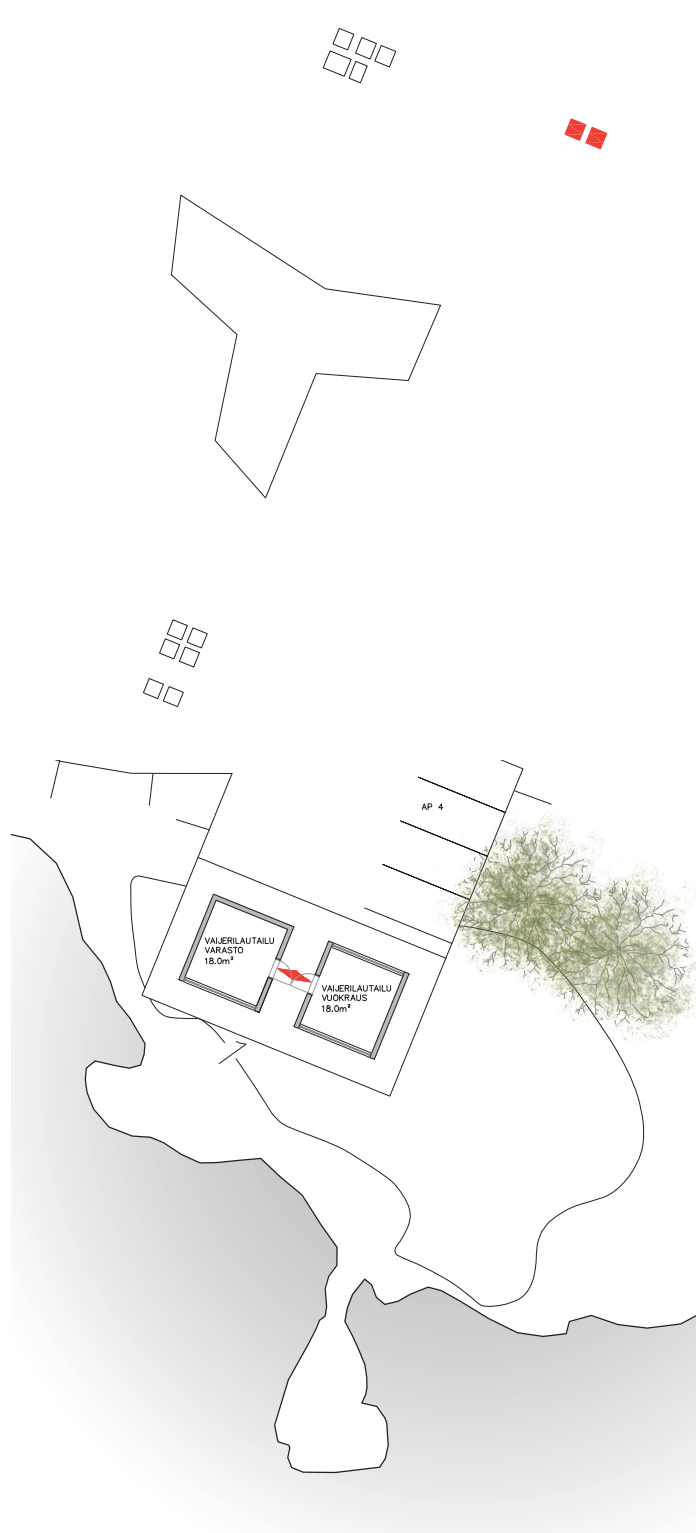 AP 4
VAIJERILAUTAILU
VARASTO
18.0m²
VAIJERILAUTAILU
VUOKRAUS
18.0m²